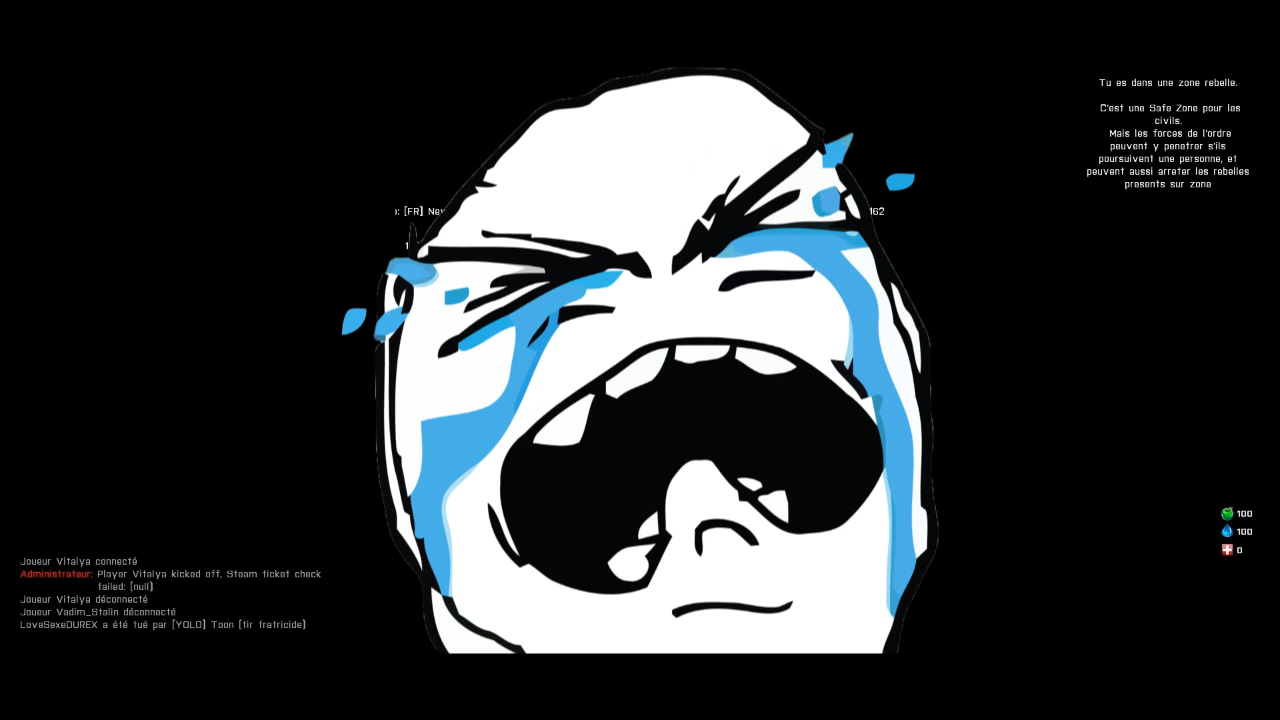 Tu es dans une zone rebelle.
C'est une Safe Zone pour les
civils.
Mais les forces de l'ordre
peuvent y penetrer s'ils
poursuivent une personne, et
peuvent aussi arreter les rebelles
presents sur zone
: [FR] 162
1
100
100
0
Joueur Vitalya connecté
Administrateur: Player Vitalya kicked off, Steam ticket check
failed: (null)
Joueur Vitalya déconnecté
Joueur Vadim_Stalin déconnecté
LoveSexeDUREX a été tué par [YOLO] Toon (tir fratricide)